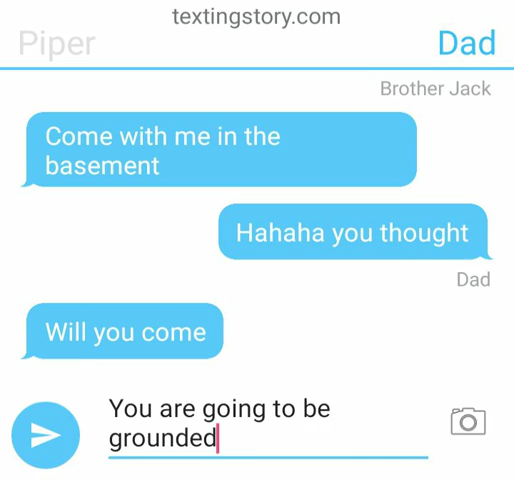 textingstory.com
Piper
Dad
Brother Jack
Come with me in the
basement
Hahaha you thought
Dad
Will you come
You are going to be
grounded